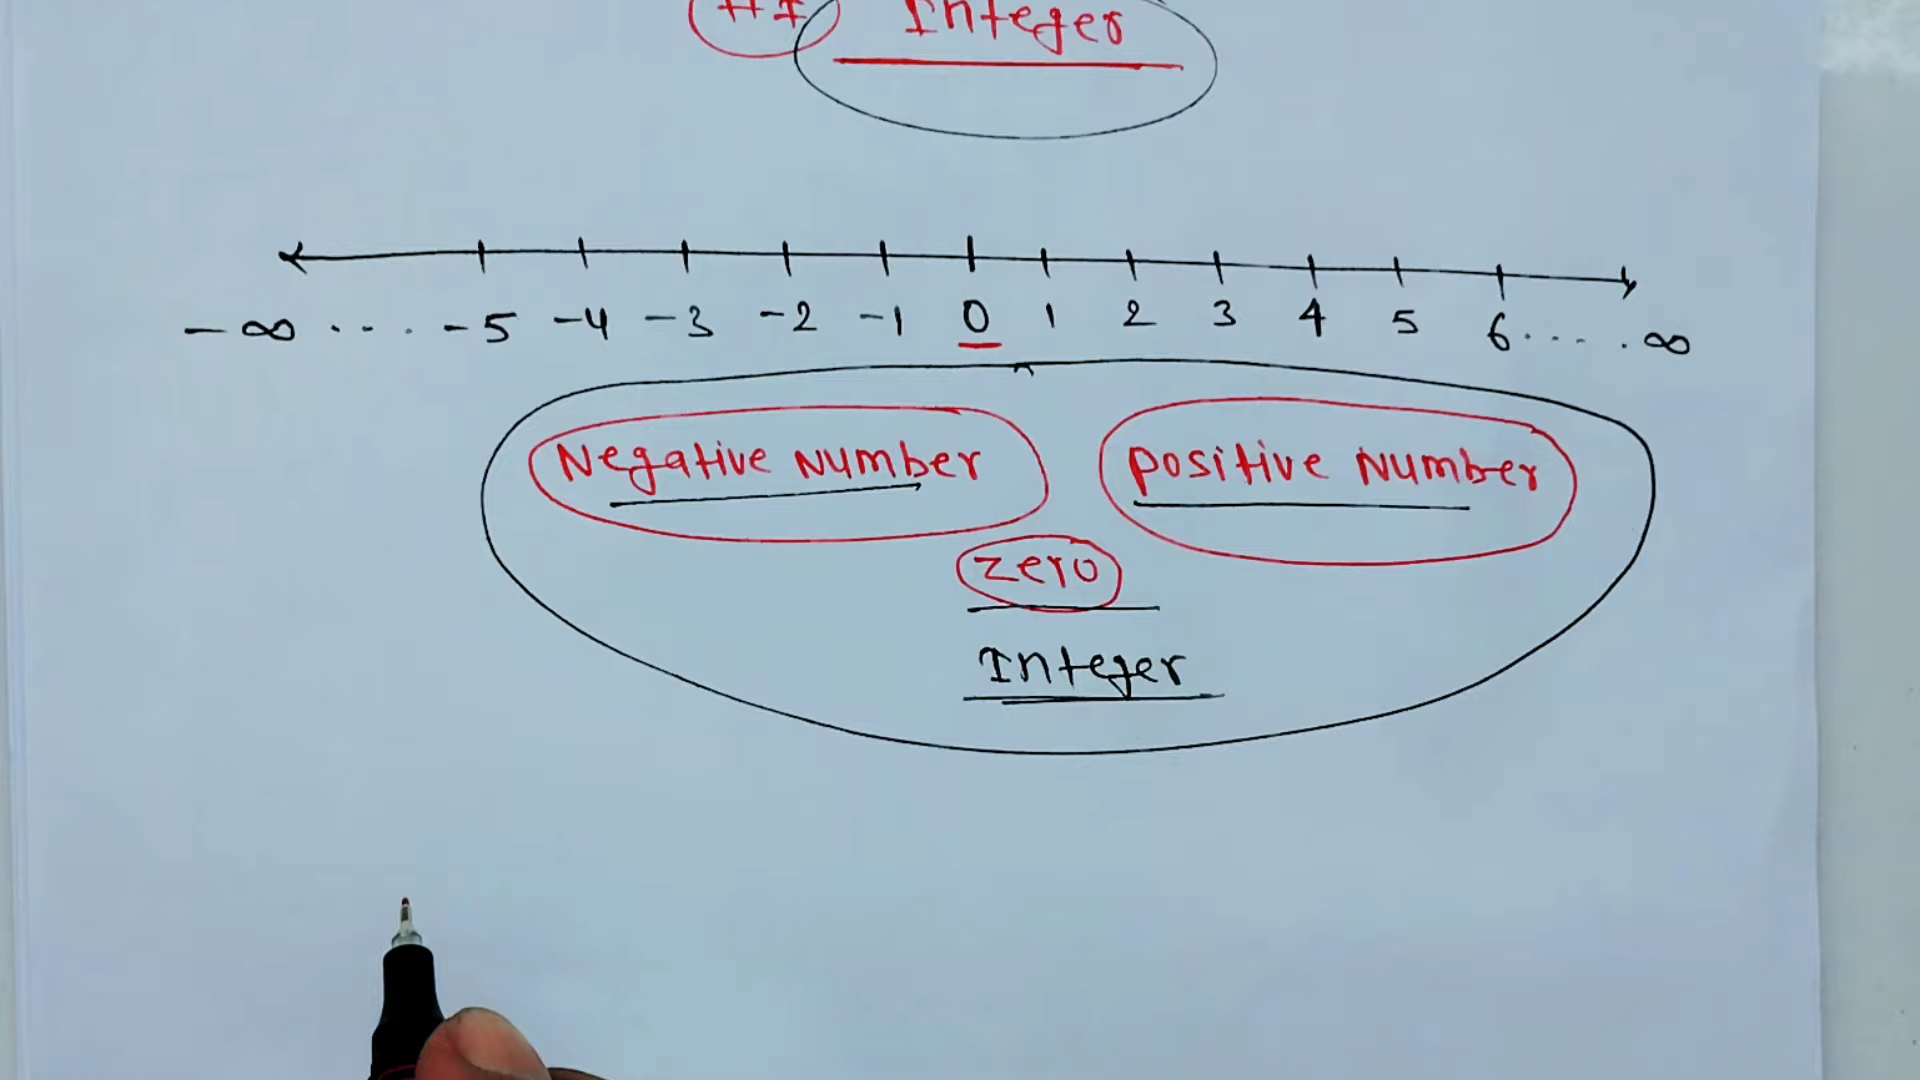 #I Integer
-∞ .... -5 -4 -3 -2 -1 0 1 2 3 4 5 6..... ∞
Negative Number positive Number
zero
Integer